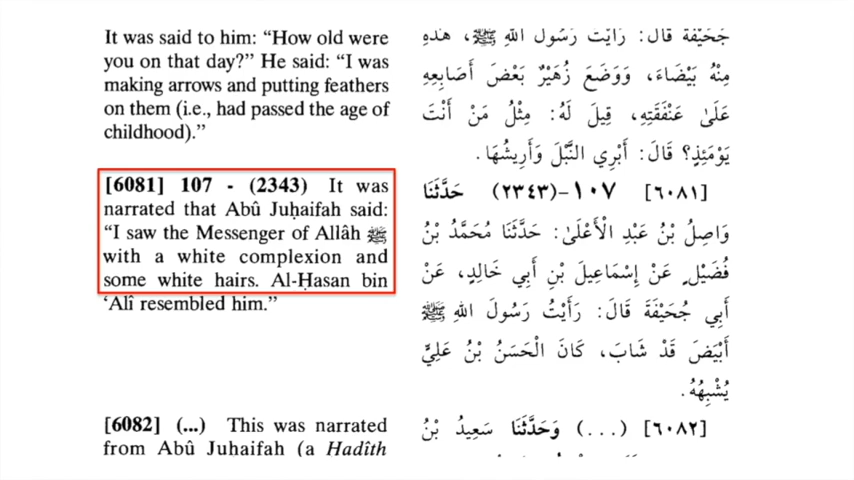 It was said to him: “How old were
you on that day?” He said: “I was
making arrows and putting feathers
on them (i.e., had passed the age of
childhood).”
[6081] 107 - (2343) It was
narrated that Abû Juḥaifah said:
“I saw the Messenger of Allâh ﷺ
with a white complexion and
some white hairs. Al-Ḥasan bin
‘Alî resembled him.”
[6082] (...) This was narrated
from Abû Juhaifah (a Hadîth
جُحَيْفَةَ قَالَ: رَأَيْتُ رَسُولَ اللهِ ﷺ، هَذِهِ
مِنْهُ بَيْضَاءَ، وَوَضَعَ زُهَيْرٌ بَعْضَ أَصَابِعِهِ
عَلَىٰ عَنْفَقَتِهِ، قِيلَ لَهُ: مِثْلُ مَنْ أَنْتَ
يَوْمَئِذٍ؟ قَالَ: أَبْرِي النَّبْلَ وَأَرِيشُهَا.
[٦٠٨١] ١٠٧-(٢٣٤٣) حَدَّثَنَا
وَاصِلُ بْنُ عَبْدِ الْأَعْلَىٰ: حَدَّثَنَا مُحَمَّدُ بْنُ
فُضَيْلٍ عَنْ إِسْمَاعِيلَ بْنِ أَبِي خَالِدٍ، عَنْ
أَبِي جُحَيْفَةَ قَالَ: رَأَيْتُ رَسُولَ اللهِ ﷺ
أَبْيَضَ قَدْ شَابَ، كَانَ الْحَسَنُ بْنُ عَلِيٍّ
يُشْبِهُهُ.
[٦٠٨٢] (...) وَحَدَّثَنَا سَعِيدُ بْنُ